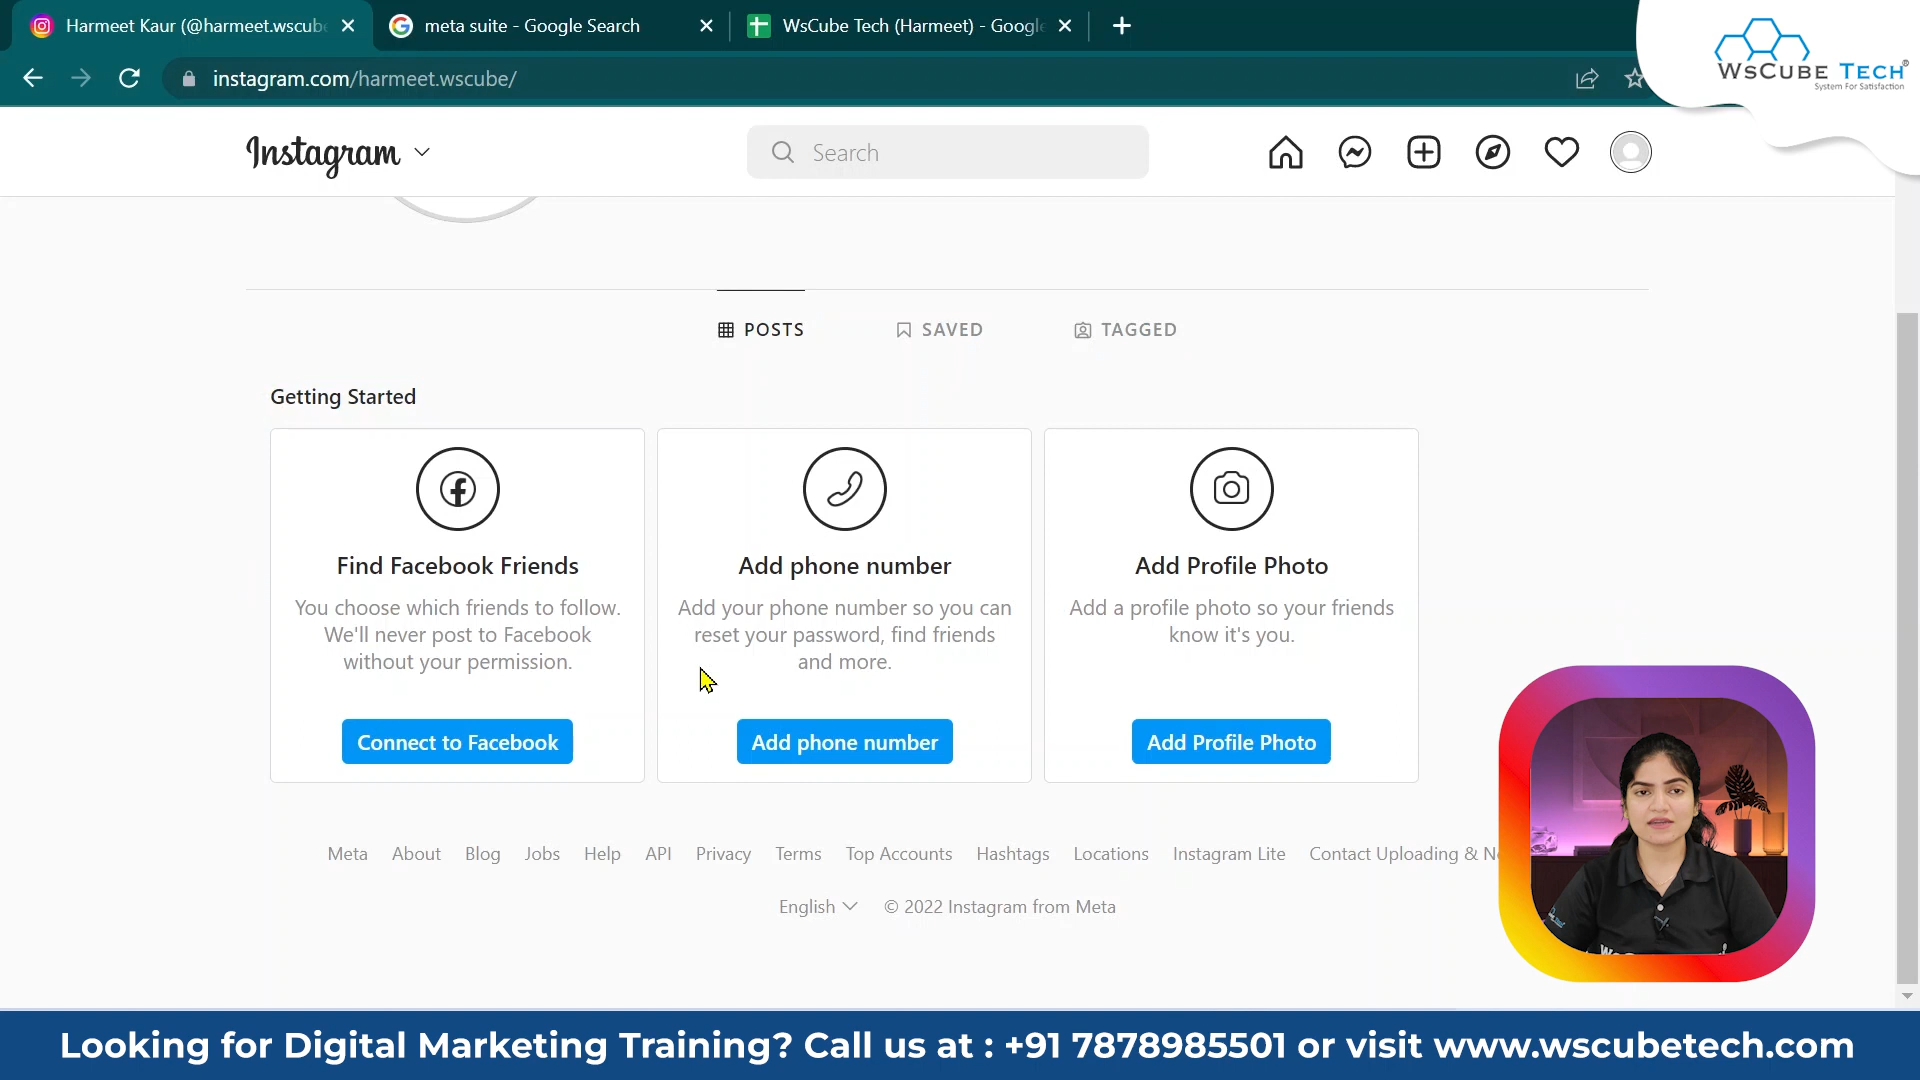 Harmeet Kaur (@harmeet.wscube
meta suite - Google Search
WsCube Tech (Harmeet) - Google
instagram.com/harmeet.wscube/
WsCube Tech®
System For Satisfaction
Instagram
Search
POSTS
SAVED
TAGGED
Getting Started
Find Facebook Friends
You choose which friends to follow.
We'll never post to Facebook
without your permission.
Connect to Facebook
Add phone number
Add your phone number so you can
reset your password, find friends
and more.
Add phone number
Add Profile Photo
Add a profile photo so your friends
know it's you.
Add Profile Photo
Meta About Blog Jobs Help API Privacy Terms Top Accounts Hashtags Locations Instagram Lite Contact Uploading &
English © 2022 Instagram from Meta
Looking for Digital Marketing Training? Call us at : +91 7878985501 or visit www.wscubetech.com